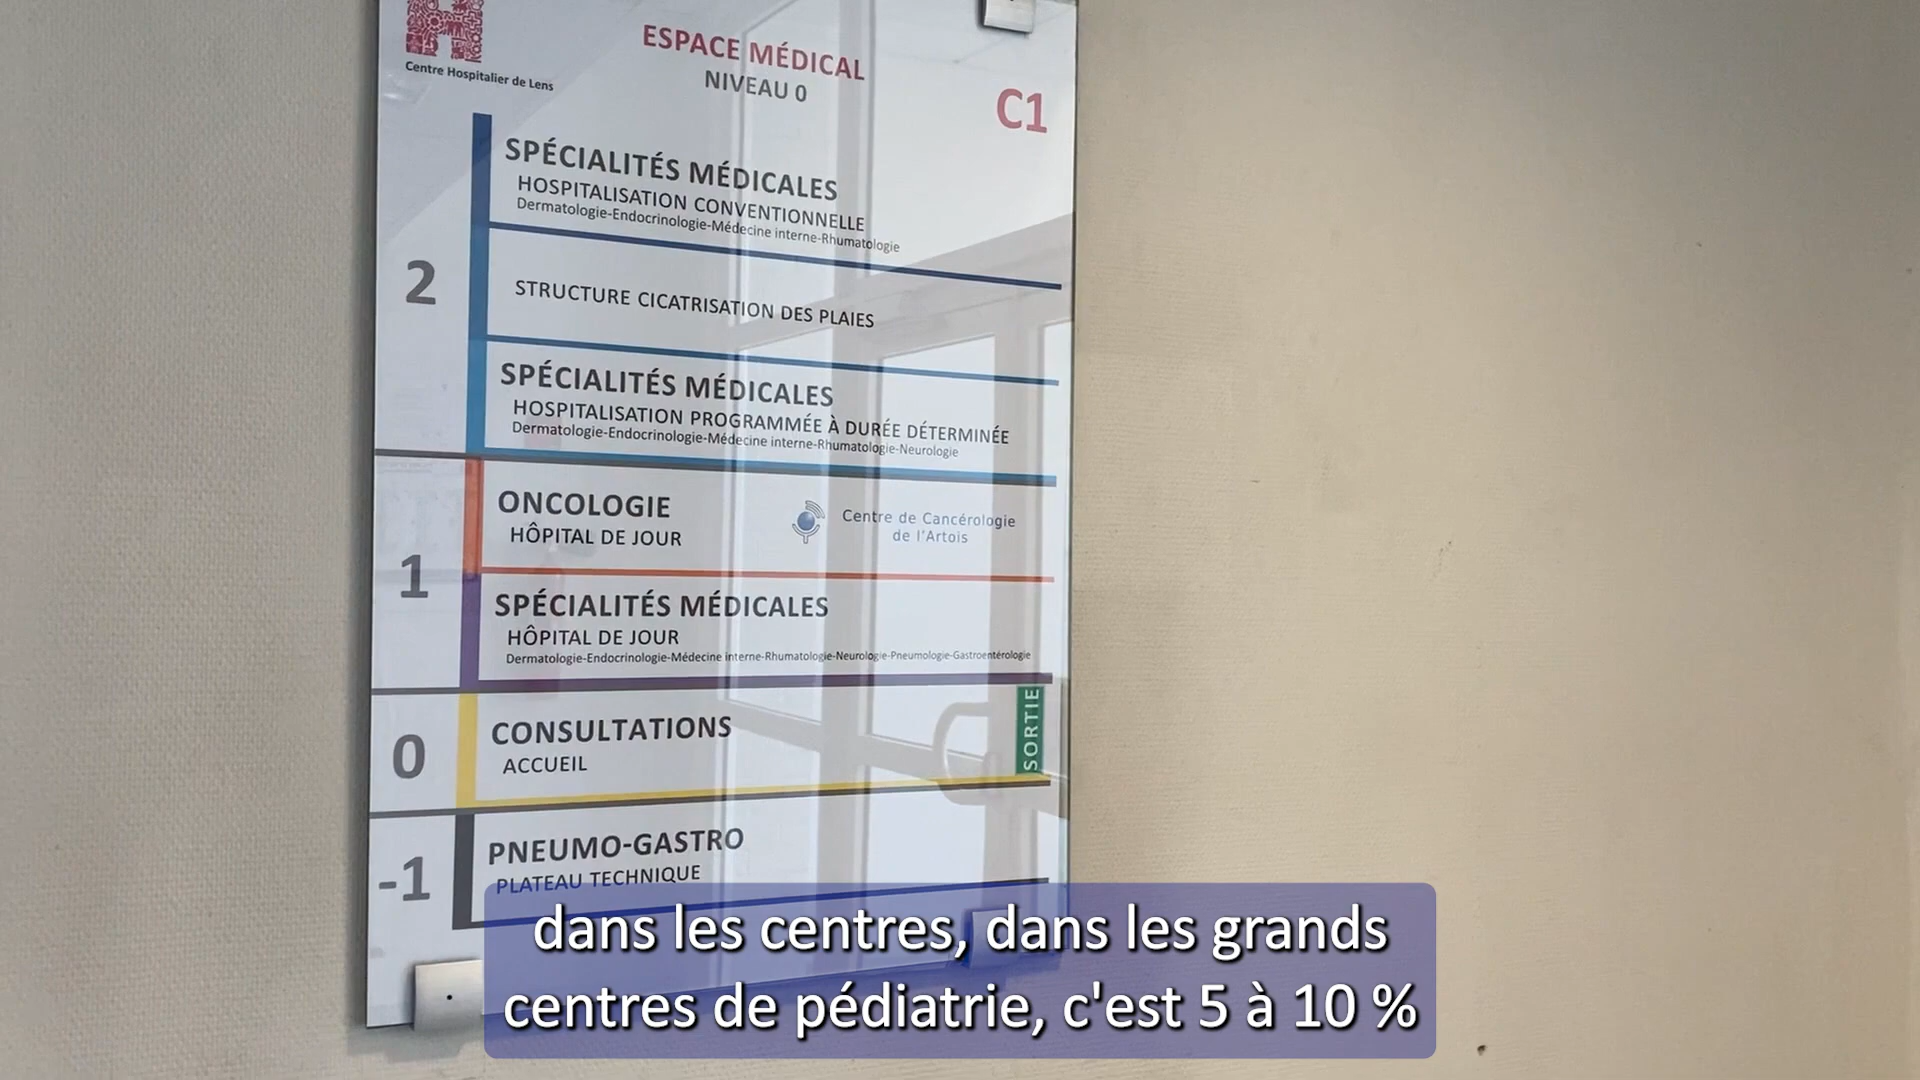 Centre Hospitalier de Lens
ESPACE MÉDICAL
NIVEAU 0
C1
2
SPÉCIALITÉS MÉDICALES
HOSPITALISATION CONVENTIONNELLE
Dermatologie-Endocrinologie-Médecine interne-Rhumatologie
STRUCTURE CICATRISATION DES PLAIES
SPÉCIALITÉS MÉDICALES
HOSPITALISATION PROGRAMMÉE À DURÉE DÉTERMINÉE
Dermatologie-Endocrinologie-Médecine interne-Rhumatologie-Neurologie
1
ONCOLOGIE
HÔPITAL DE JOUR
Centre de Cancérologie
de l'Artois
SPÉCIALITÉS MÉDICALES
HÔPITAL DE JOUR
Dermatologie-Endocrinologie-Médecine interne-Rhumatologie-Neurologie-Pneumologie-Gastroentérologie
0
CONSULTATIONS
ACCUEIL
SORTIE
-1
PNEUMO-GASTRO
PLATEAU TECHNIQUE
dans les centres, dans les grands
centres de pédiatrie, c'est 5 à 10 %